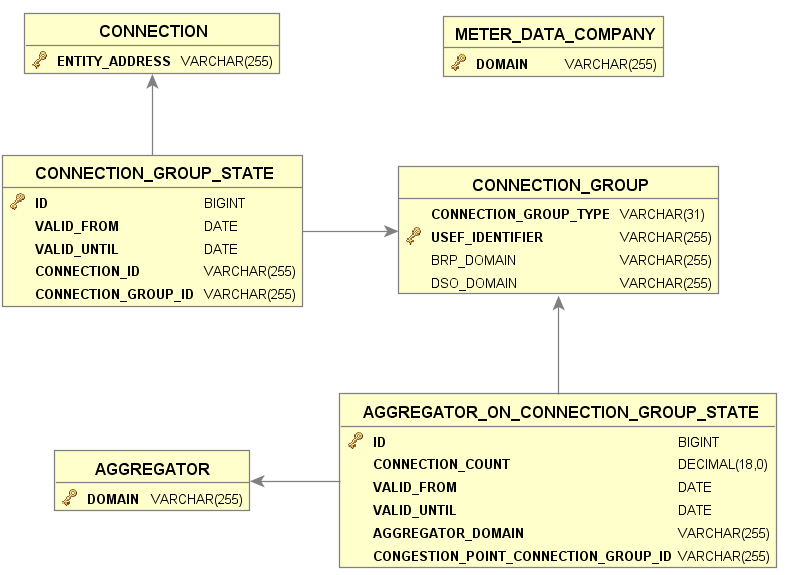 CONNECTION
ENTITY_ADDRESS VARCHAR(255)
METER_DATA_COMPANY
DOMAIN VARCHAR(255)
CONNECTION_GROUP_STATE
ID BIGINT
VALID_FROM DATE
VALID_UNTIL DATE
CONNECTION_ID VARCHAR(255)
CONNECTION_GROUP_ID VARCHAR(255)
CONNECTION_GROUP
CONNECTION_GROUP_TYPE VARCHAR(31)
USEF_IDENTIFIER VARCHAR(255)
BRP_DOMAIN VARCHAR(255)
DSO_DOMAIN VARCHAR(255)
AGGREGATOR_ON_CONNECTION_GROUP_STATE
ID BIGINT
CONNECTION_COUNT DECIMAL(18,0)
VALID_FROM DATE
VALID_UNTIL DATE
AGGREGATOR_DOMAIN VARCHAR(255)
CONGESTION_POINT_CONNECTION_GROUP_ID VARCHAR(255)
AGGREGATOR
DOMAIN VARCHAR(255)